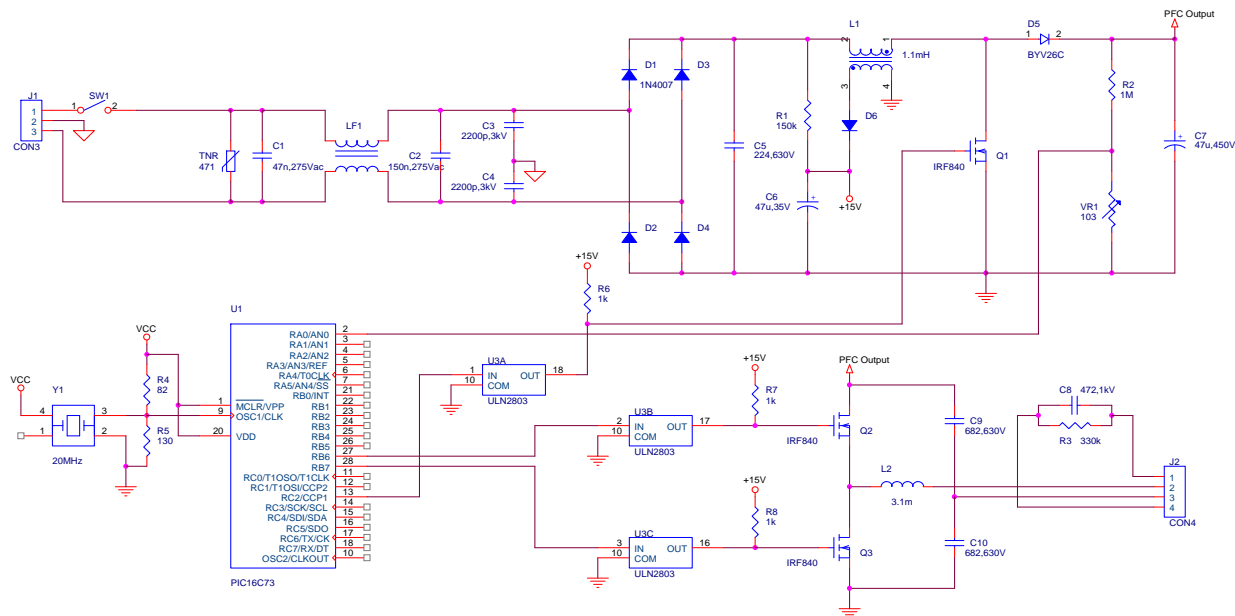 PFC Output
L1
D5
2
1
1
2
D1
D3
1.1mH
BYV26C
1N4007
R2
1M
J1
SW1
3
4
1
1
2
2
3
CON3
D6
R1
150k
LF1
C3
2200p,3kV
C7
47u,450V
TNR
471
C1
47n,275Vac
C2
150n,275Vac
C5
224,630V
IRF840
Q1
C4
2200p,3kV
C6
47u,35V
+15V
VR1
103
D2
D4
+15V
R6
1k
U1
VCC
RA0/AN0
2
RA1/AN1
3
RA2/AN2
4
RA3/AN3/REF
5
RA4/T0CLK
6
RA5/AN4/SS
7
RB0/INT
21
RB1
22
RB2
23
RB3
24
RB4
25
RB5
26
RB6
27
RB7
28
RC0/T1OSO/T1CLK
11
RC1/T1OSI/CCP2
12
RC2/CCP1
13
RC3/SCK/SCL
14
RC4/SDI/SDA
15
RC5/SDO
16
RC6/TX/CK
17
RC7/RX/DT
18
OSC2/CLKOUT
10
1
MCLR/VPP
9
OSC1/CLK
20
VDD
PIC16C73
VCC
Y1
4
3
1
2
20MHz
R4
82
R5
130
U3A
1
IN
OUT
18
10
COM
ULN2803
+15V
R7
1k
PFC Output
U3B
2
IN
OUT
17
10
COM
ULN2803
IRF840
Q2
C9
682,630V
C8
472,1kV
R3
330k
J2
1
2
3
4
CON4
L2
3.1m
+15V
R8
1k
U3C
3
IN
OUT
16
10
COM
ULN2803
IRF840
Q3
C10
682,630V